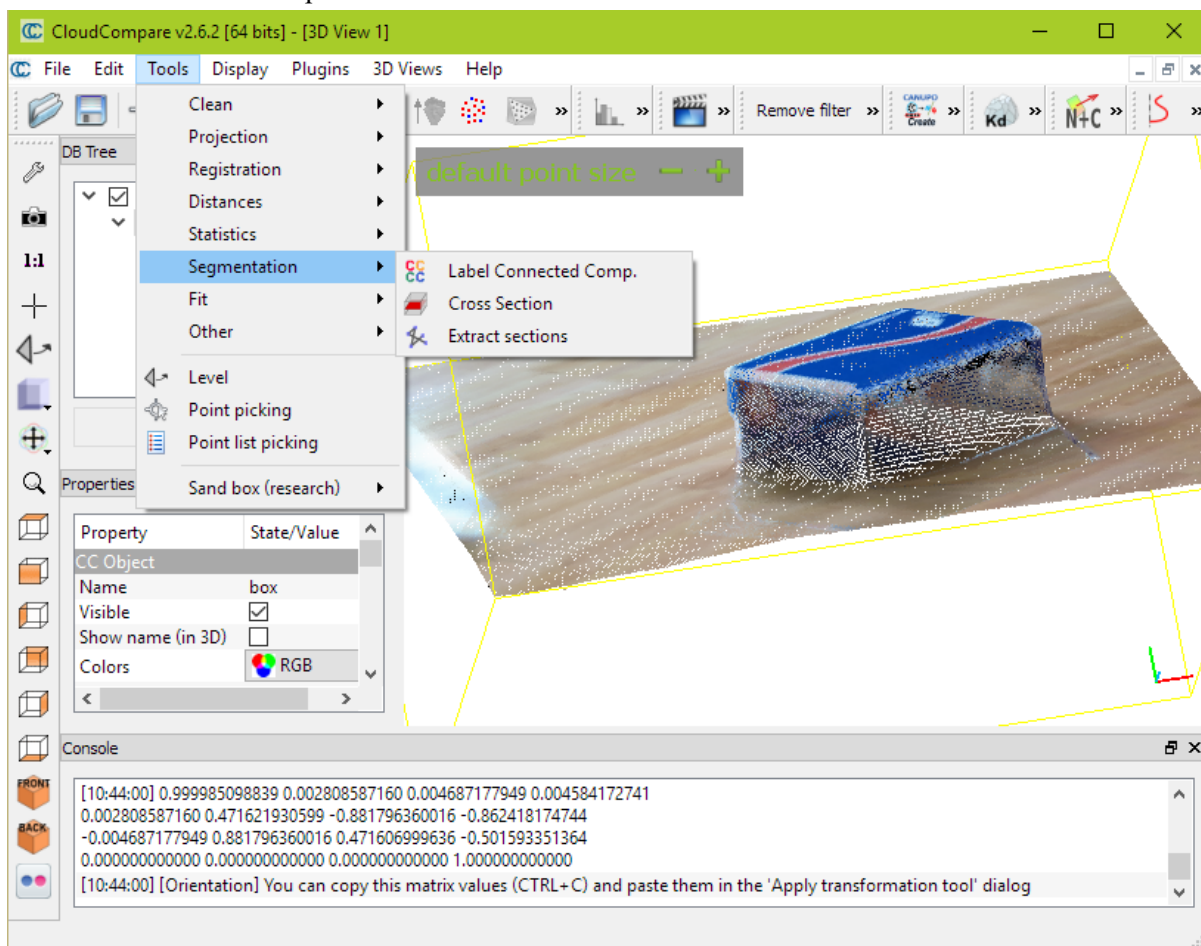 CloudCompare v2.6.2 [64 bits] - [3D View 1]
File Edit Tools Display Plugins 3D Views Help
Remove filter
CANUPO
Create
Kd
N+C
DB Tree
Clean
Projection
Registration
Distances
Statistics
Segmentation
Fit
Other
Level
Point picking
Point list picking
Sand box (research)
Label Connected Comp.
Cross Section
Extract sections
default point size
1:1
Properties
Property State/Value
CC Object
Name box
Visible
Show name (in 3D)
Colors RGB
FRONT
BACK
Console
[10:44:00] 0.999985098839 0.002808587160 0.004687177949 0.004584172741
0.002808587160 0.471621930599 -0.881796360016 -0.862418174744
-0.004687177949 0.881796360016 0.471606999636 -0.501593351364
0.000000000000 0.000000000000 0.000000000000 1.000000000000
[10:44:00] [Orientation] You can copy this matrix values (CTRL+C) and paste them in the 'Apply transformation tool' dialog